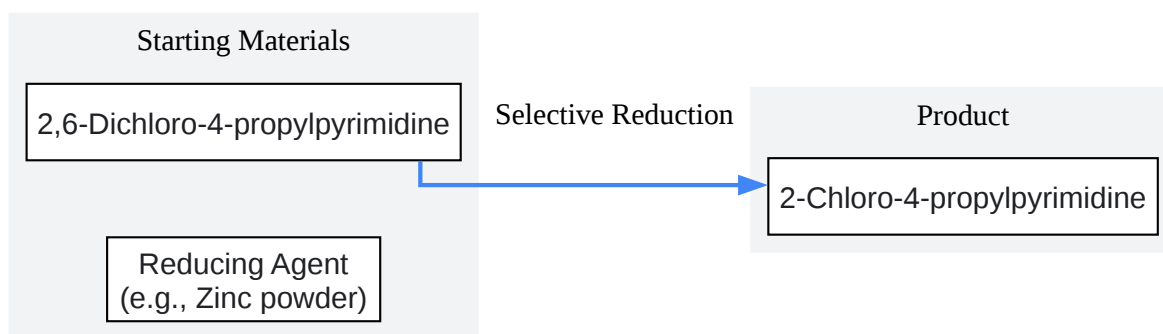 Starting Materials
2,6-Dichloro-4-propylpyrimidine
Selective Reduction
Product
2-Chloro-4-propylpyrimidine
Reducing Agent
(e.g., Zinc powder)